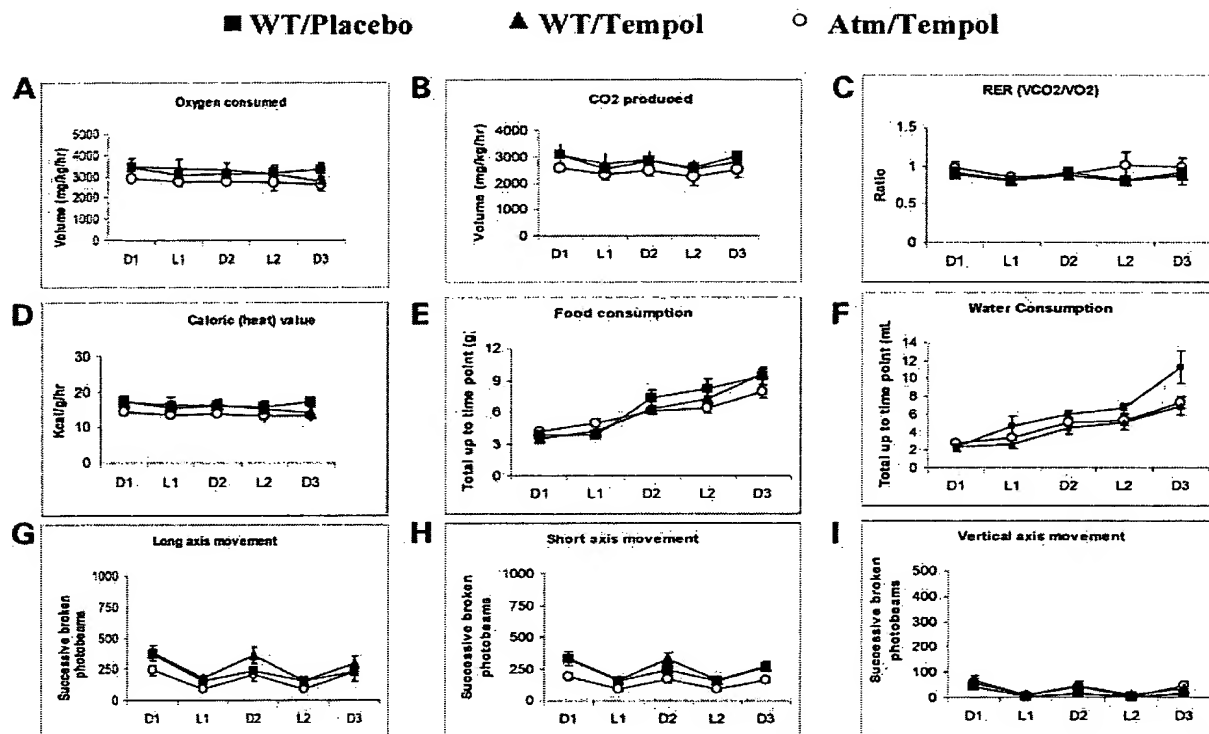 WT/Placebo WT/Tempol Atm/Tempol
A
Oxygen consumed
Volume (mg/kg/hr)
5000
4000
3000
2000
1000
0
D1 L1 D2 L2 D3
B
CO2 produced
Volume (mg/kg/hr)
4000
3000
2000
1000
0
D1 L1 D2 L2 D3
C
RER (VCO2/VO2)
Ratio
1.5
1
0.5
0
D1 L1 D2 L2 D3
D
Caloric (heat) value
Kcal/g/hr
30
20
10
0
D1 L1 D2 L2 D3
E
Food consumption
Total up to time point (g)
12
9
6
3
0
D1 L1 D2 L2 D3
F
Water Consumption
Total up to time point (mL
14
12
10
8
6
4
2
0
D1 L1 D2 L2 D3
G
Long axis movement
Successive broken
photobeams
1000
750
500
250
0
D1 L1 D2 L2 D3
H
Short axis movement
Successive broken
photobeams
1000
750
500
250
0
D1 L1 D2 L2 D3
I
Vertical axis movement
Successive broken
photobeams
500
400
300
200
100
0
D1 L1 D2 L2 D3